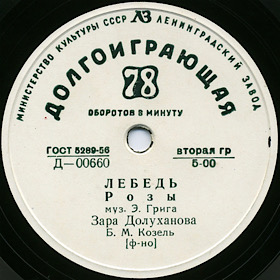 МИНИСТЕРСТВО КУЛЬТУРЫ СССР ЛЗ ЛЕНИНГРАДСКИЙ ЗАВОД
ДОЛГОИГРАЮЩАЯ
78
ОБОРОТОВ В МИНУТУ
ГОСТ 5289-56
вторая гр
Д—00660
5-00
ЛЕБЕДЬ
Розы
муз. Э. Грига
Зара Долуханова
Б. М. Козель
[ф-но]